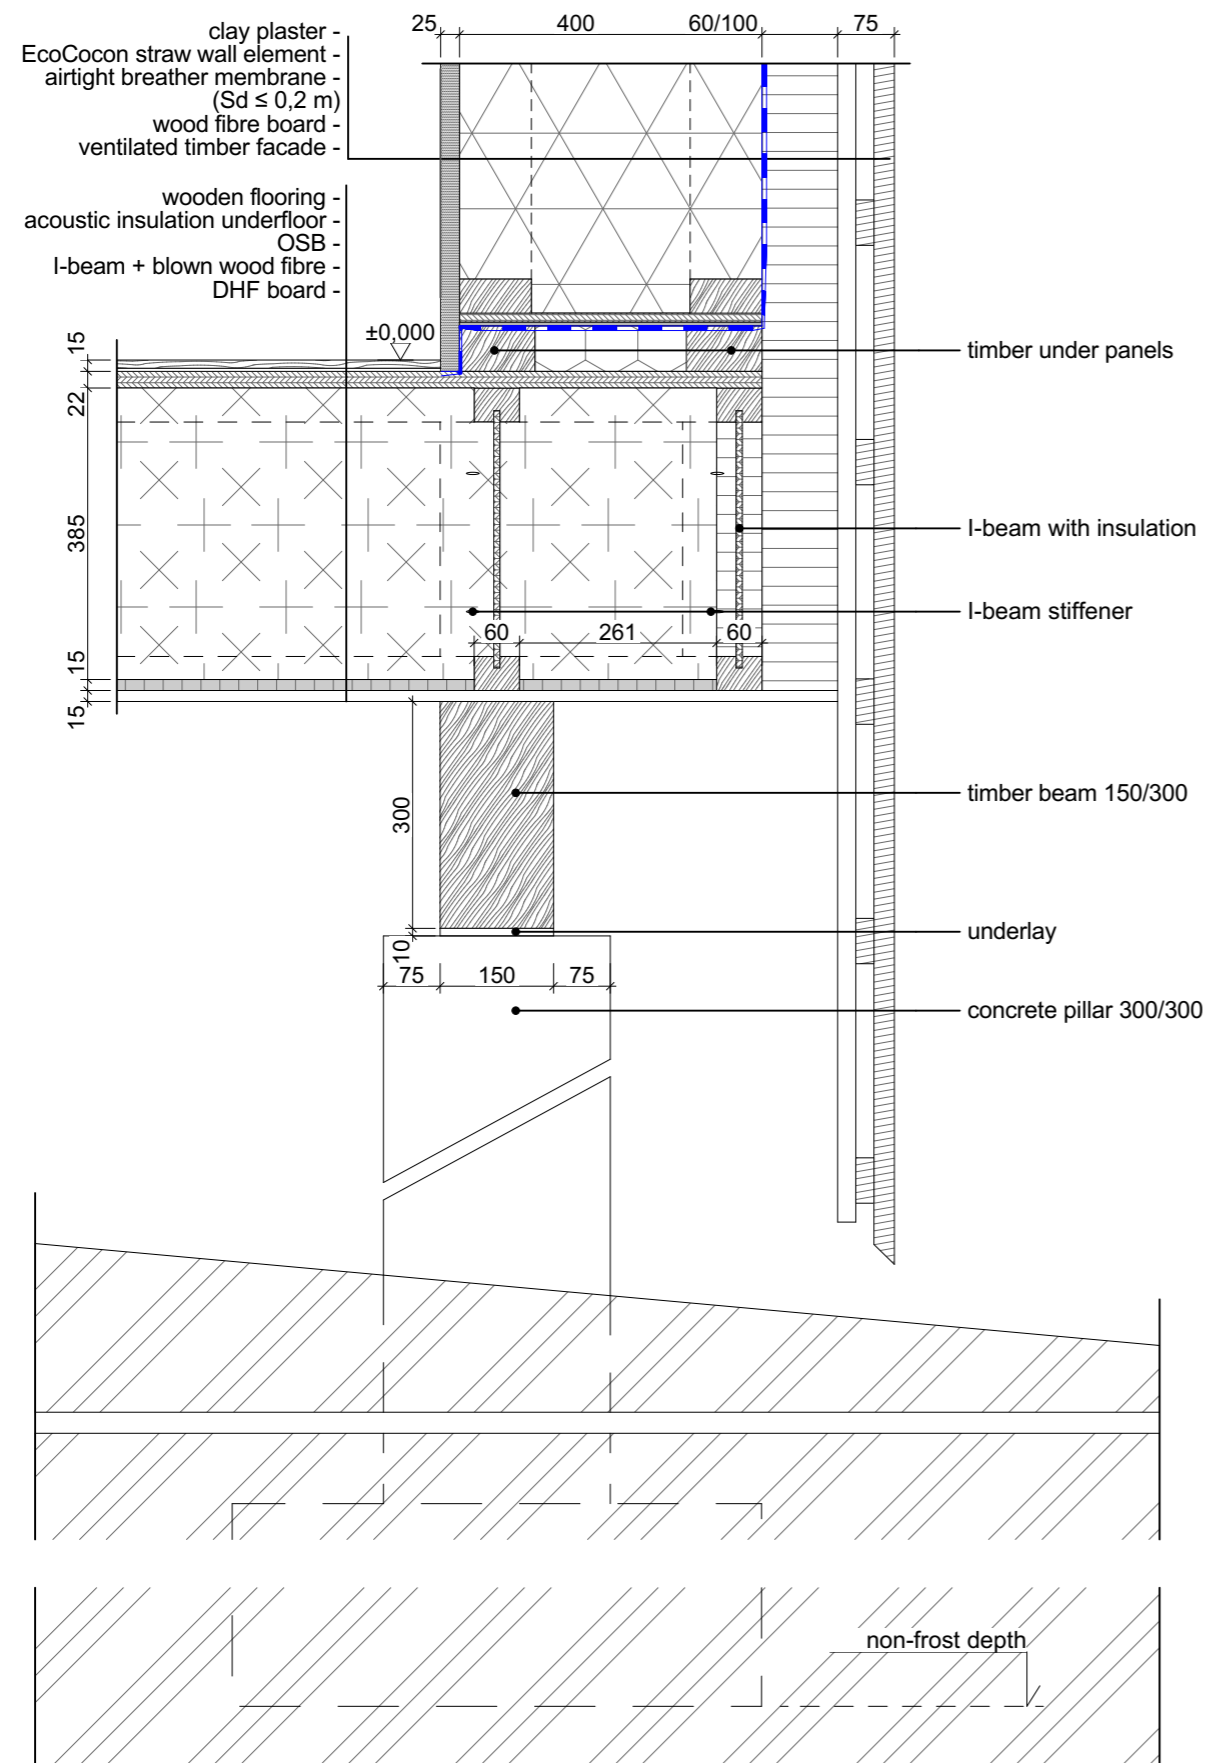 25 400 60/100 75
clay plaster -
EcoCocon straw wall element -
airtight breather membrane -
(Sd ≤ 0,2 m)
wood fibre board -
ventilated timber facade -
wooden flooring -
acoustic insulation underfloor -
OSB -
I-beam + blown wood fibre -
DHF board -
±0,000
15
22
385
15
15
timber under panels
I-beam with insulation
I-beam stiffener
60 261 60
300
timber beam 150/300
10
underlay
75 150 75
concrete pillar 300/300
non-frost depth